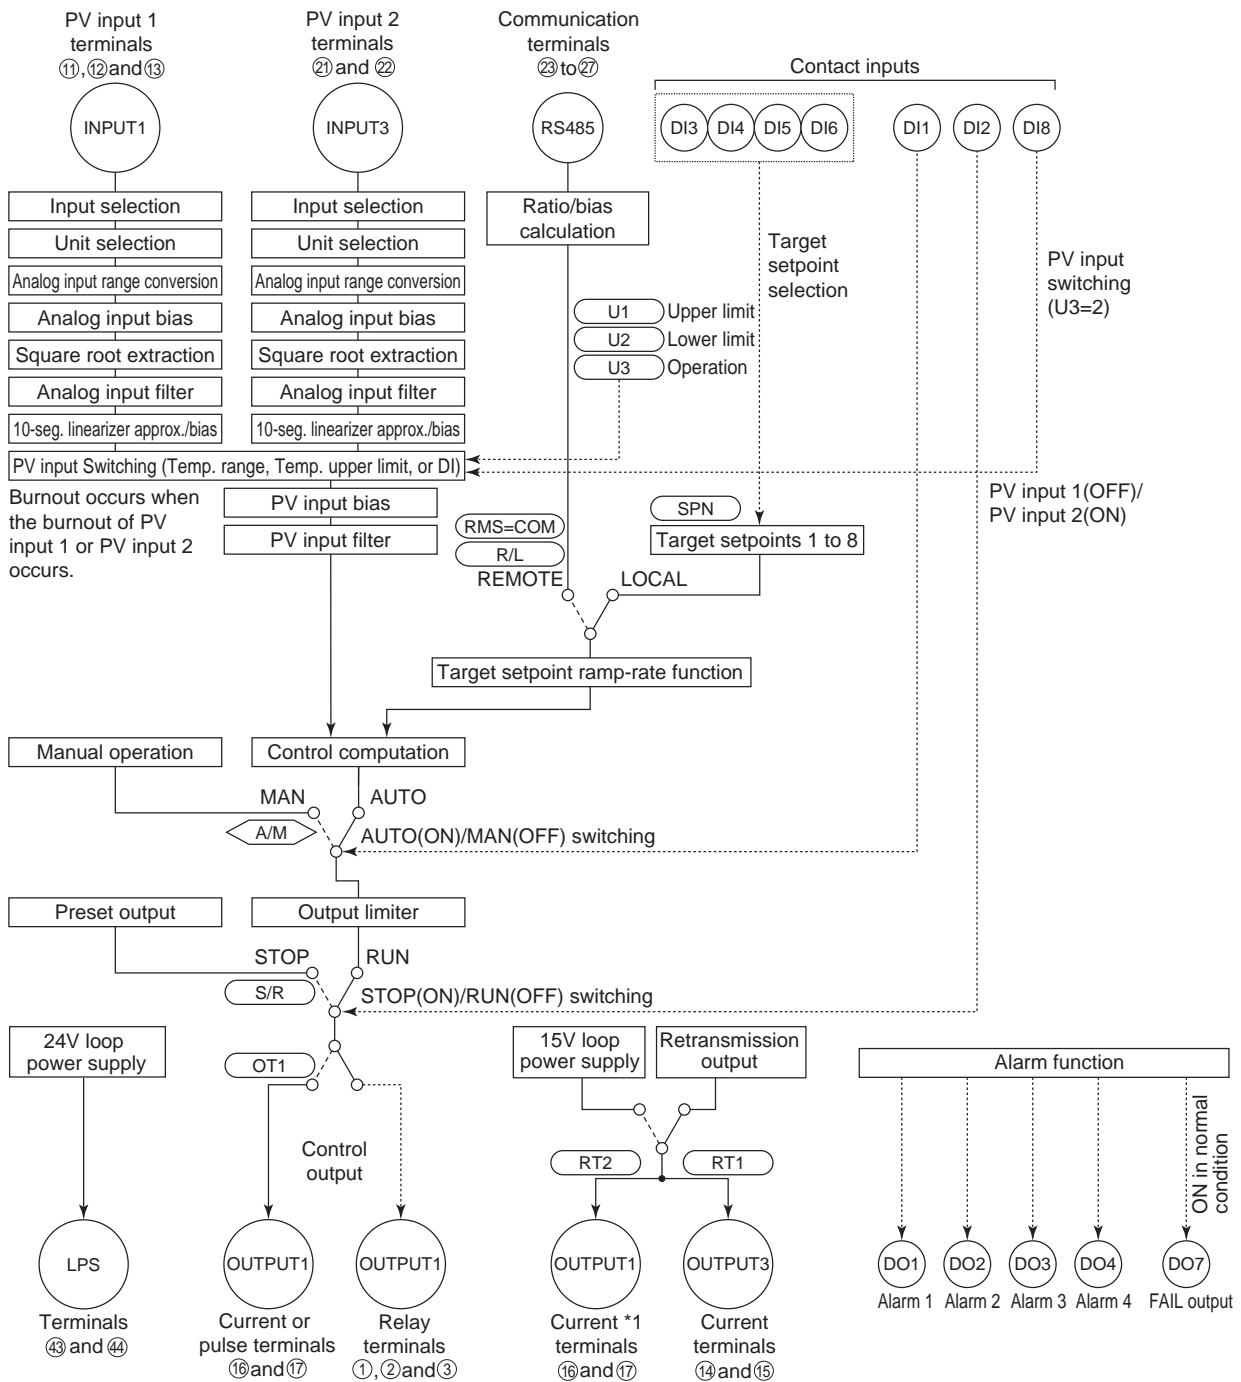 PV input 1
terminals
⑪,⑫and⑬
PV input 2
terminals
㉑and ㉒
Communication
terminals
㉓to㉗
Contact inputs
INPUT1
INPUT3
RS485
DI3
DI4
DI5
DI6
DI1
DI2
DI8
Input selection
Unit selection
Analog input range conversion
Analog input bias
Square root extraction
Analog input filter
10-seg. linearizer approx./bias
Input selection
Unit selection
Analog input range conversion
Analog input bias
Square root extraction
Analog input filter
10-seg. linearizer approx./bias
Ratio/bias
calculation
Target
setpoint
selection
PV input
switching
(U3=2)
U1 Upper limit
U2 Lower limit
U3 Operation
PV input Switching (Temp. range, Temp. upper limit, or DI)
Burnout occurs when
the burnout of PV
input 1 or PV input 2
occurs.
PV input bias
PV input filter
PV input 1(OFF)/
PV input 2(ON)
RMS=COM
R/L
SPN
Target setpoints 1 to 8
REMOTE
LOCAL
Target setpoint ramp-rate function
Manual operation
Control computation
MAN
AUTO
A/M
AUTO(ON)/MAN(OFF) switching
Preset output
Output limiter
STOP
RUN
S/R
STOP(ON)/RUN(OFF) switching
24V loop
power supply
OT1
15V loop
power supply
Retransmission
output
Alarm function
Control
output
RT2
RT1
ON in normal
condition
LPS
OUTPUT1
OUTPUT1
OUTPUT1
OUTPUT3
DO1
DO2
DO3
DO4
DO7
Alarm 1
Alarm 2
Alarm 3
Alarm 4
FAIL output
Terminals
㊸and ㊹
Current or
pulse terminals
⑯and⑰
Relay
terminals
①,②and③
Current *1
terminals
⑯and⑰
Current
terminals
⑭and⑮